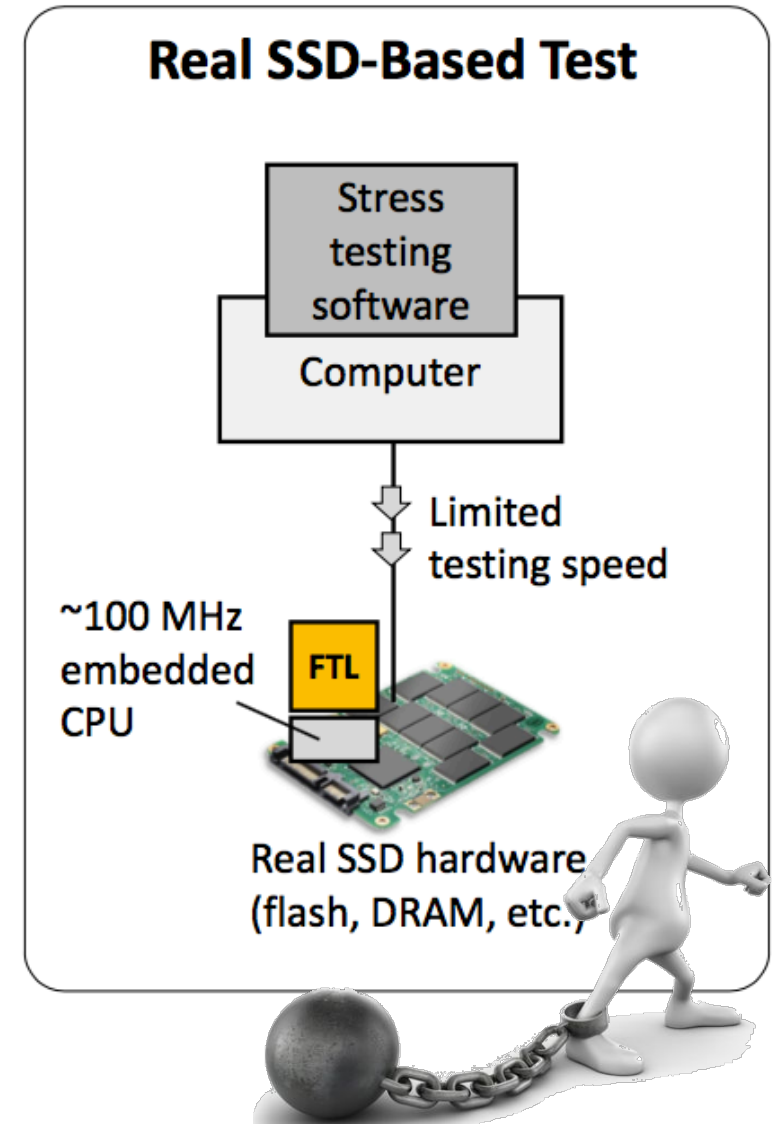 Real SSD-Based Test
Stress
testing
software
Computer
Limited
testing speed
~100 MHz
embedded
CPU
FTL
Real SSD hardware
(flash, DRAM, etc.)